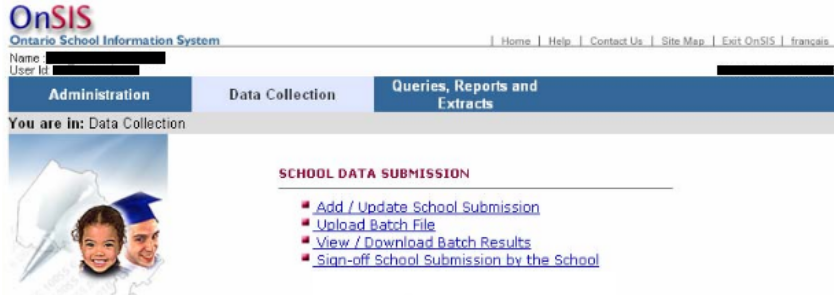 OnSIS
Ontario School Information System
| Home | Help | Contact Us | Site Map | Exit OnSIS | français
Name :
User Id:
Administration
Data Collection
Queries, Reports and
Extracts
You are in: Data Collection
SCHOOL DATA SUBMISSION
Add / Update School Submission
Upload Batch File
View / Download Batch Results
Sign-off School Submission by the School